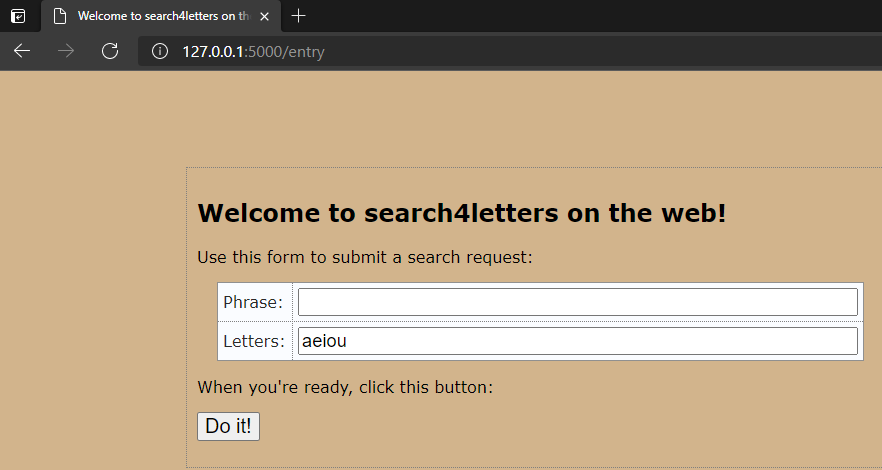 Welcome to search4letters on th
127.0.0.1:5000/entry
Welcome to search4letters on the web!
Use this form to submit a search request:
Phrase:
Letters: aeiou
When you're ready, click this button:
Do it!